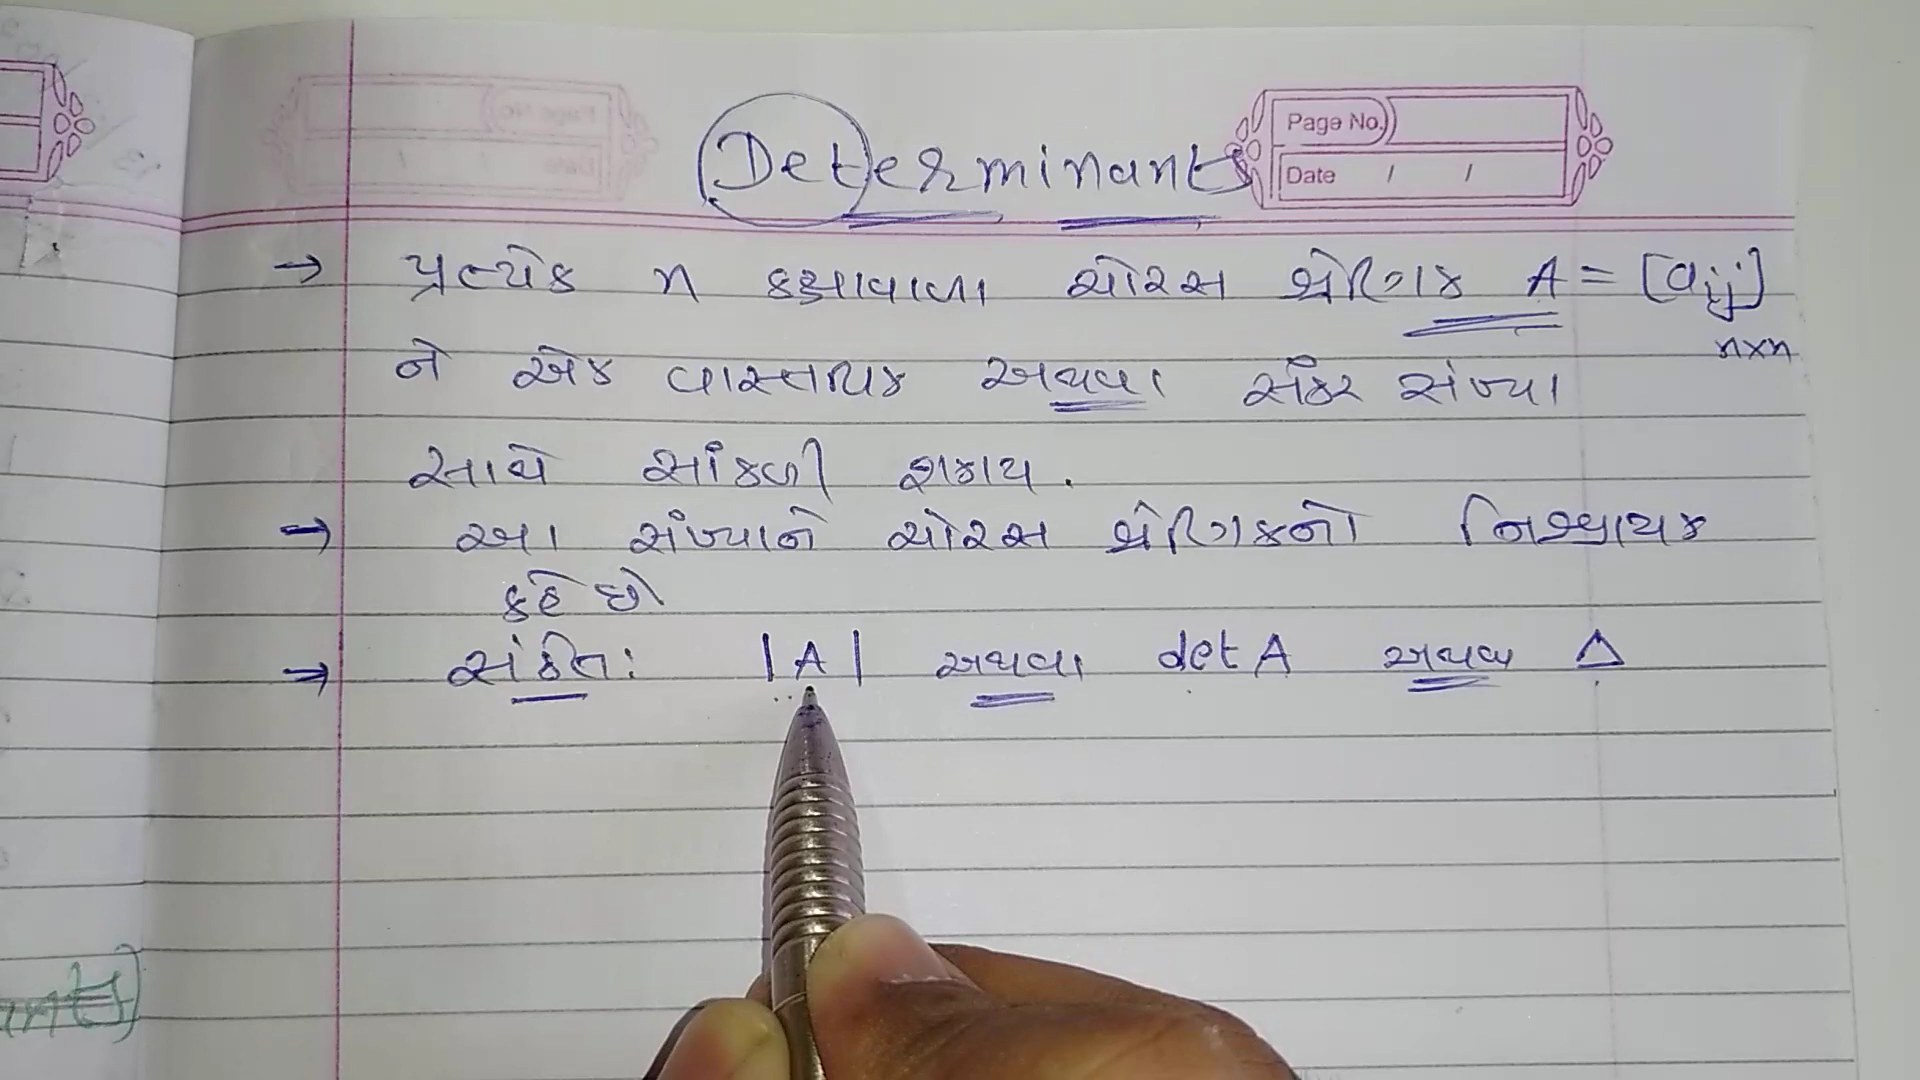 Determinants
Page No.
Date / /
→ પ્રત્યેક n કક્ષાવાળા ચોરસ શ્રેણિક A = [aij]
n×n
ને એક વાસ્તવિક અથવા સંકર સંખ્યા
સાથે સાંકળી શકાય.
→ આ સંખ્યાને ચોરસ શ્રેણિકનો નિશ્ચાયક
કહે છે
→ સંકેત: |A| અથવા det A અથવા △